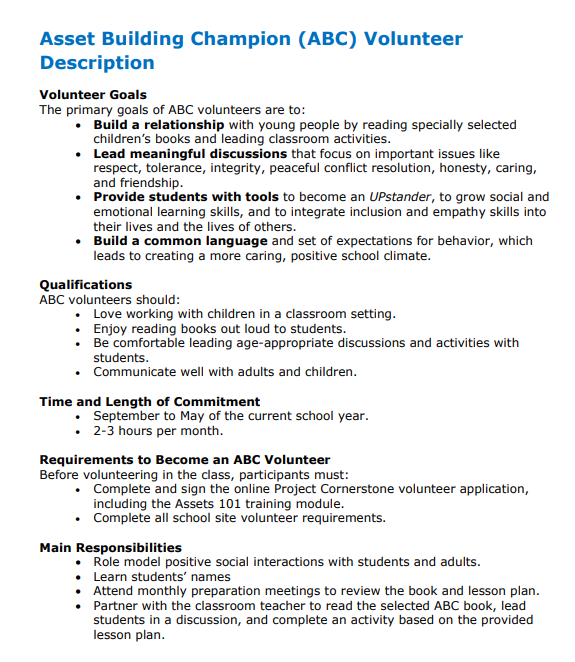 Asset Building Champion (ABC) Volunteer
Description
Volunteer Goals
The primary goals of ABC volunteers are to:
• Build a relationship with young people by reading specially selected
children's books and leading classroom activities.
• Lead meaningful discussions that focus on important issues like
respect, tolerance, integrity, peaceful conflict resolution, honesty, caring,
and friendship.
• Provide students with tools to become an UPstander, to grow social and
emotional learning skills, and to integrate inclusion and empathy skills into
their lives and the lives of others.
• Build a common language and set of expectations for behavior, which
leads to creating a more caring, positive school climate.
Qualifications
ABC volunteers should:
• Love working with children in a classroom setting.
• Enjoy reading books out loud to students.
• Be comfortable leading age-appropriate discussions and activities with
students.
• Communicate well with adults and children.
Time and Length of Commitment
• September to May of the current school year.
• 2-3 hours per month.
Requirements to Become an ABC Volunteer
Before volunteering in the class, participants must:
• Complete and sign the online Project Cornerstone volunteer application,
including the Assets 101 training module.
• Complete all school site volunteer requirements.
Main Responsibilities
• Role model positive social interactions with students and adults.
• Learn students' names
• Attend monthly preparation meetings to review the book and lesson plan.
• Partner with the classroom teacher to read the selected ABC book, lead
students in a discussion, and complete an activity based on the provided
lesson plan.